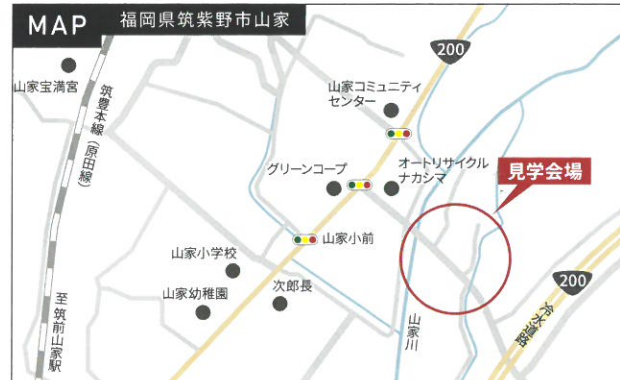 MAP 福岡県筑紫野市山家
200
山家宝満宮
山家コミュニティ
センター
筑豊本線(原田線)
グリーンコープ
オートリサイクル
ナカシマ
見学会場
山家小前
山家小学校
山家幼稚園
次郎長
200
至 筑前山家駅
山家川
冷水道路